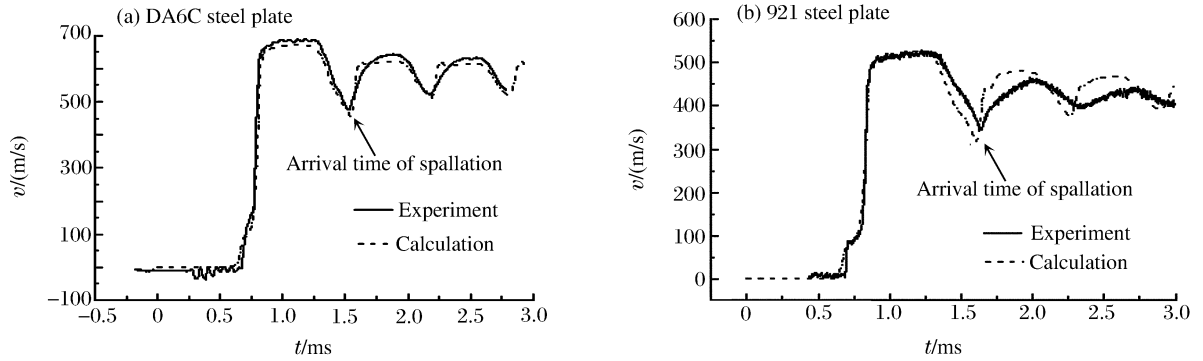 (a) DA6C steel plate
700
500
300
100
−100
v/(m/s)
Arrival time of spallation
Experiment
Calculation
−0.5 0 0.5 1.0 1.5 2.0 2.5 3.0
t/ms
(b) 921 steel plate
600
500
400
300
200
100
0
v/(m/s)
Arrival time of spallation
Experiment
Calculation
0 0.5 1.0 1.5 2.0 2.5 3.0
t/ms